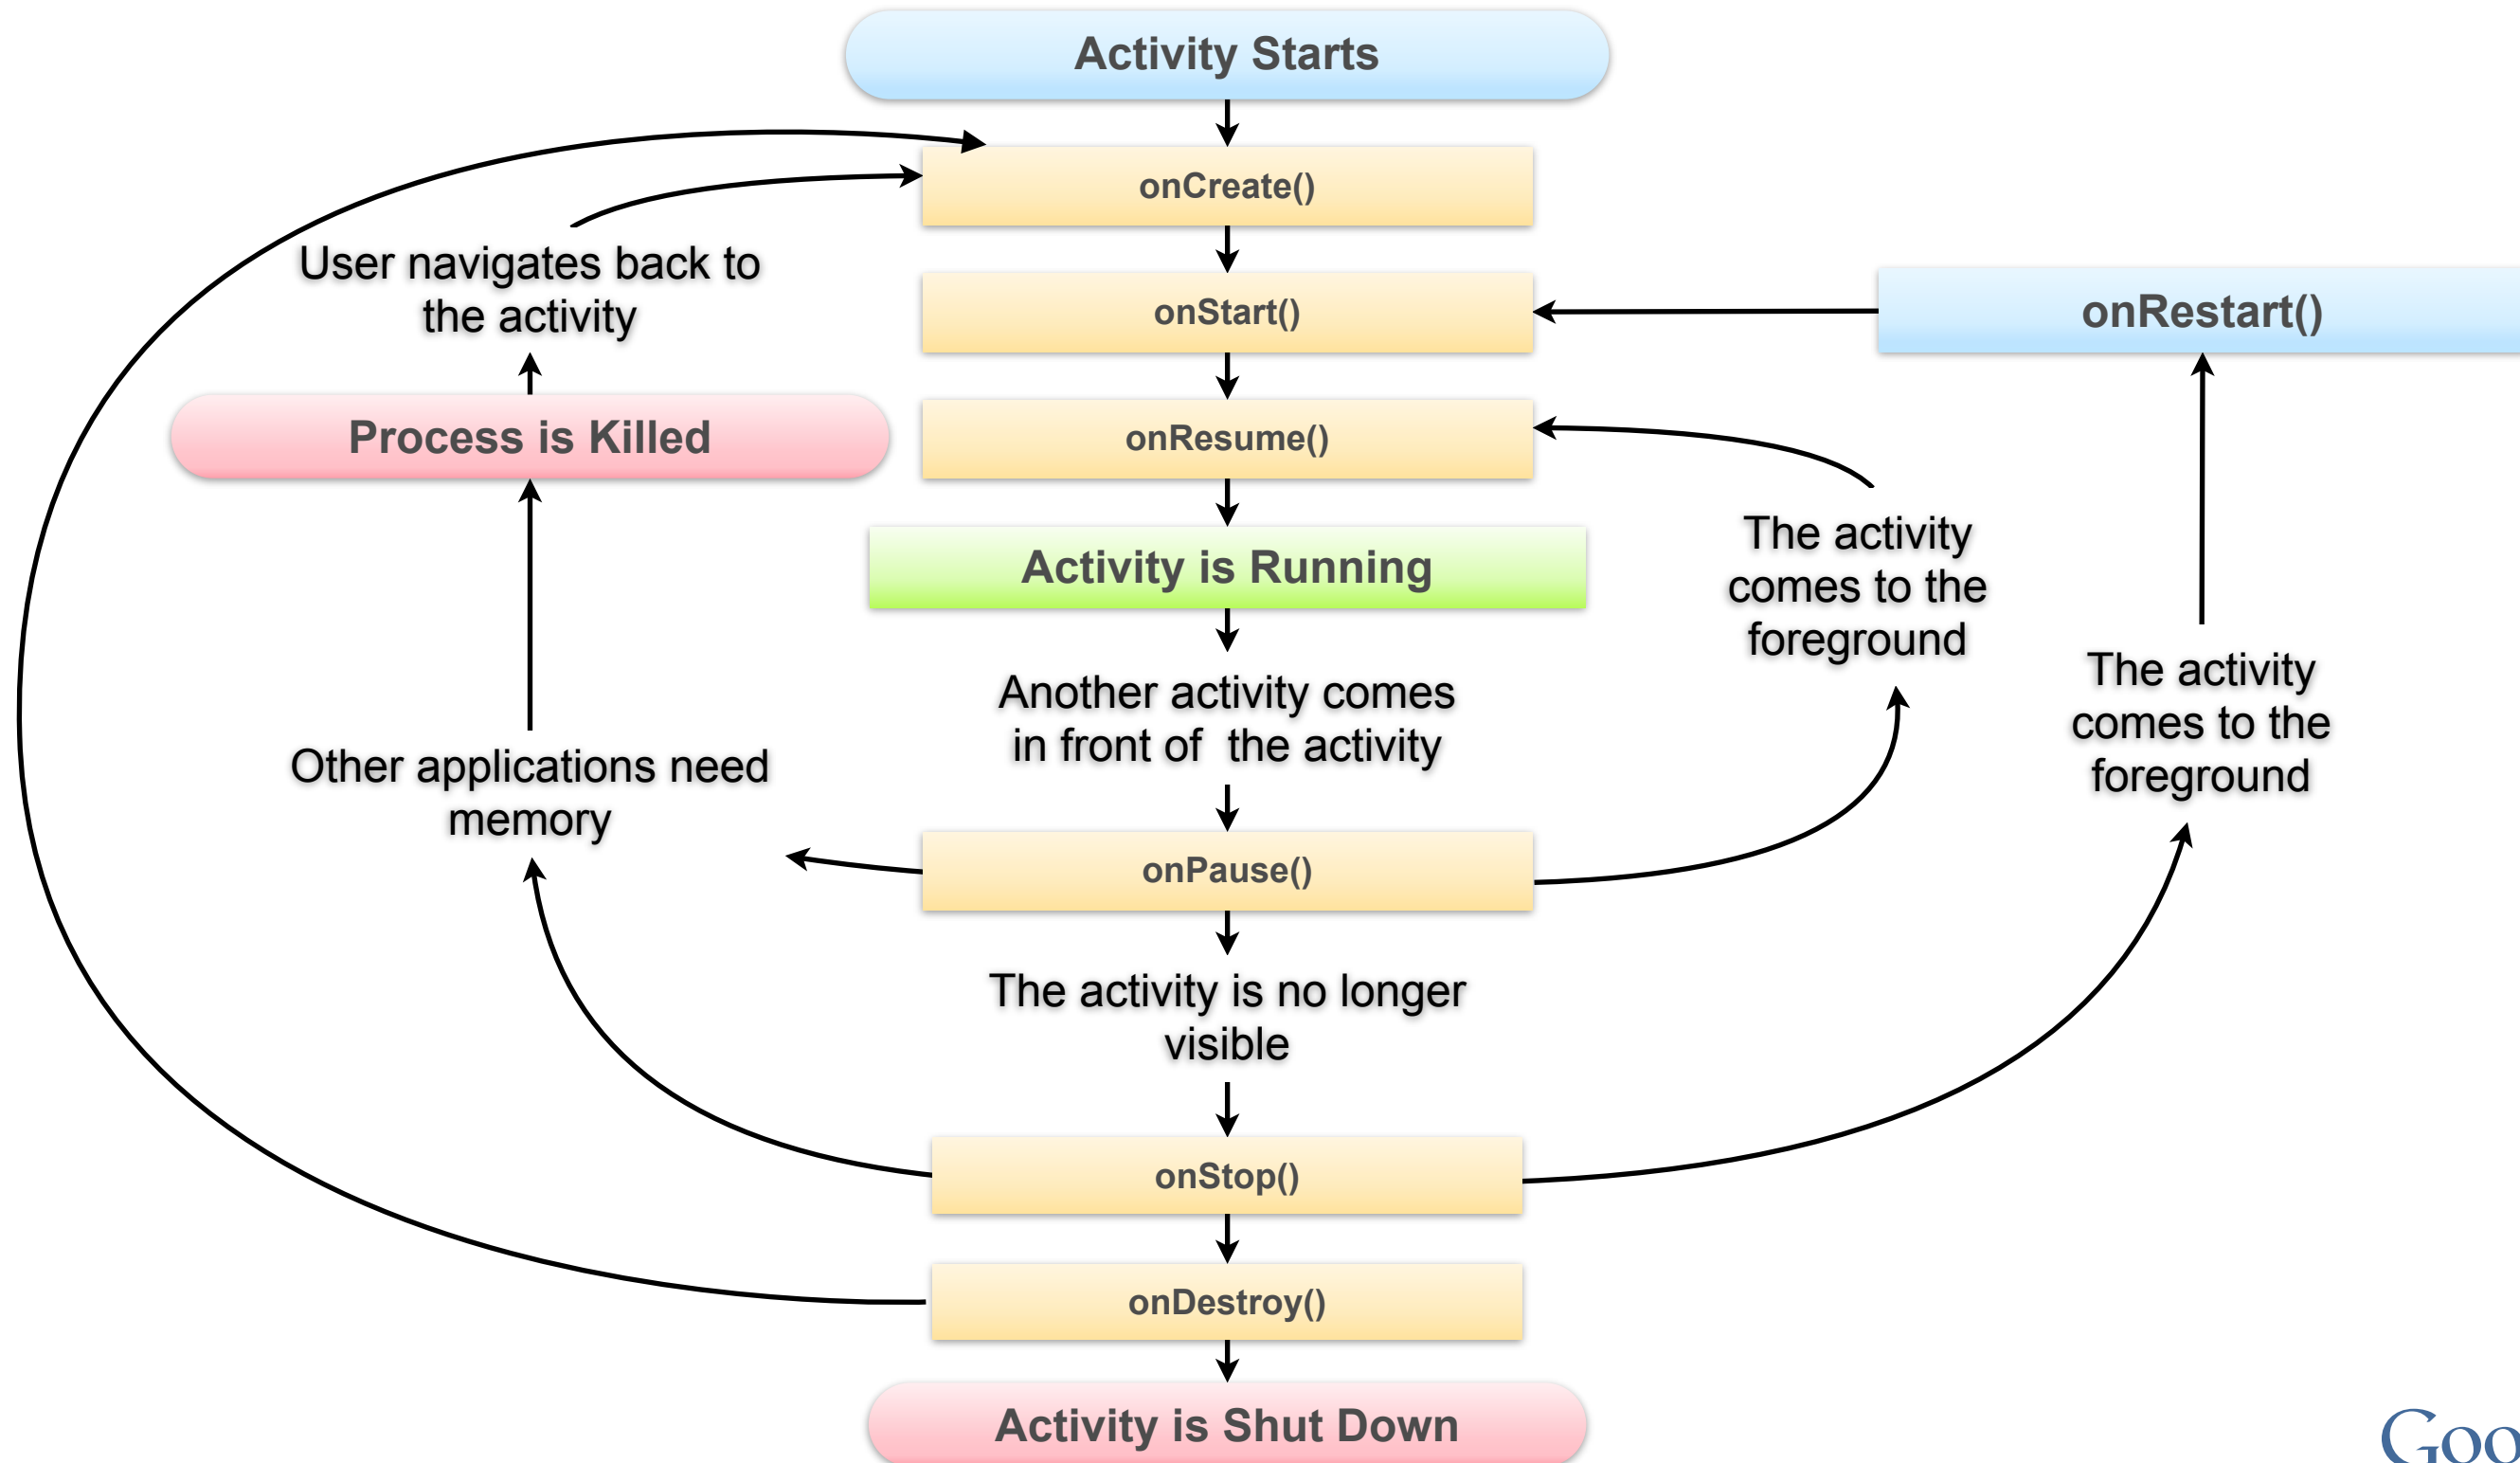 Activity Starts
onCreate()
User navigates back to
the activity
onStart()
onRestart()
Process is Killed
onResume()
Activity is Running
The activity
comes to the
foreground
Another activity comes
in front of  the activity
The activity
comes to the
foreground
Other applications need
memory
onPause()
The activity is no longer
visible
onStop()
onDestroy()
Activity is Shut Down
Goo